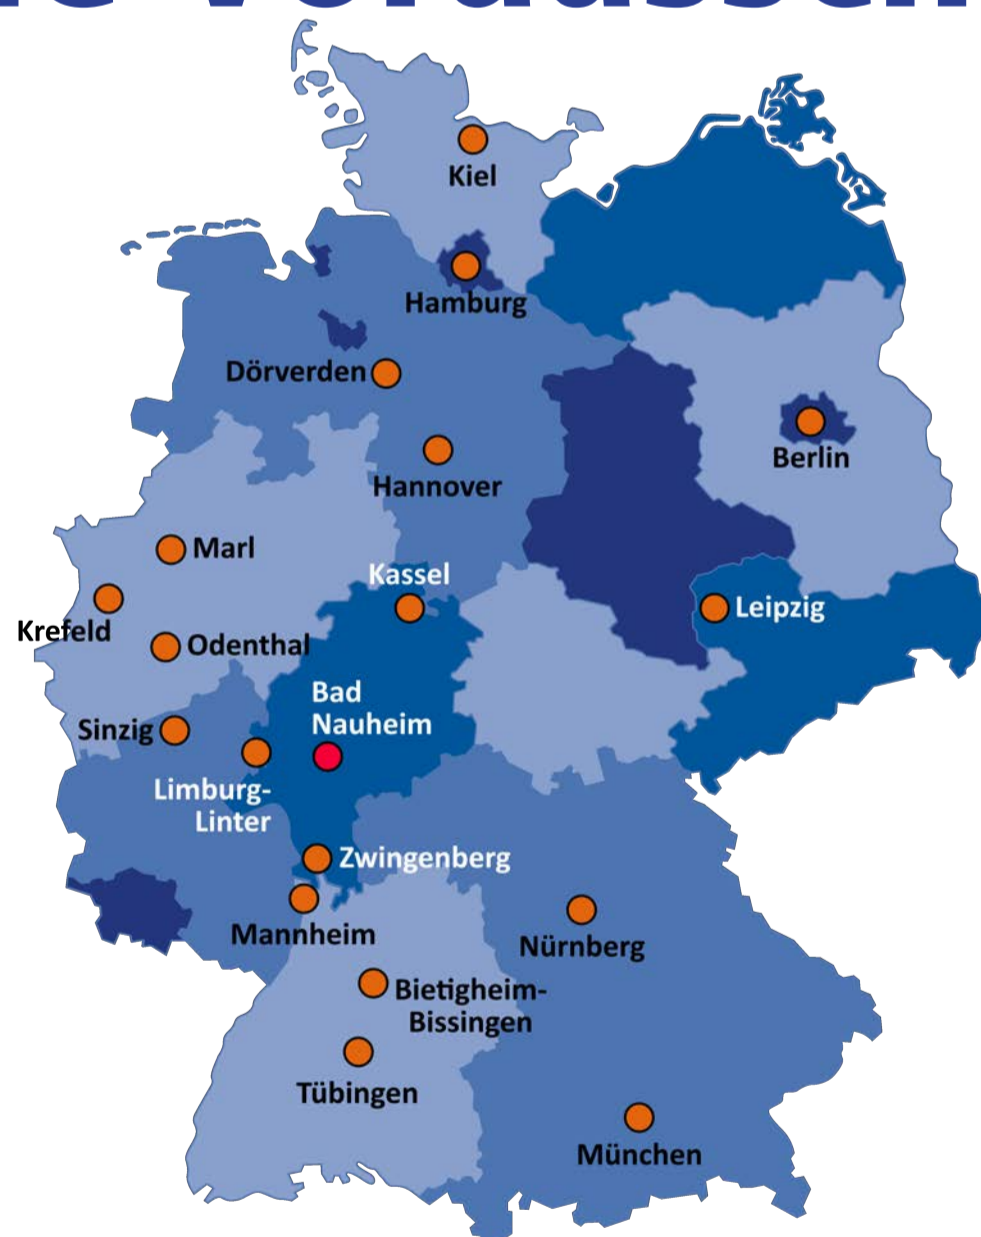 Kiel
Hamburg
Dörverden
Berlin
Hannover
Marl
Kassel
Krefeld
Leipzig
Odenthal
Bad
Nauheim
Sinzig
Limburg-
Linter
Zwingenberg
Mannheim
Nürnberg
Bietigheim-
Bissingen
Tübingen
München